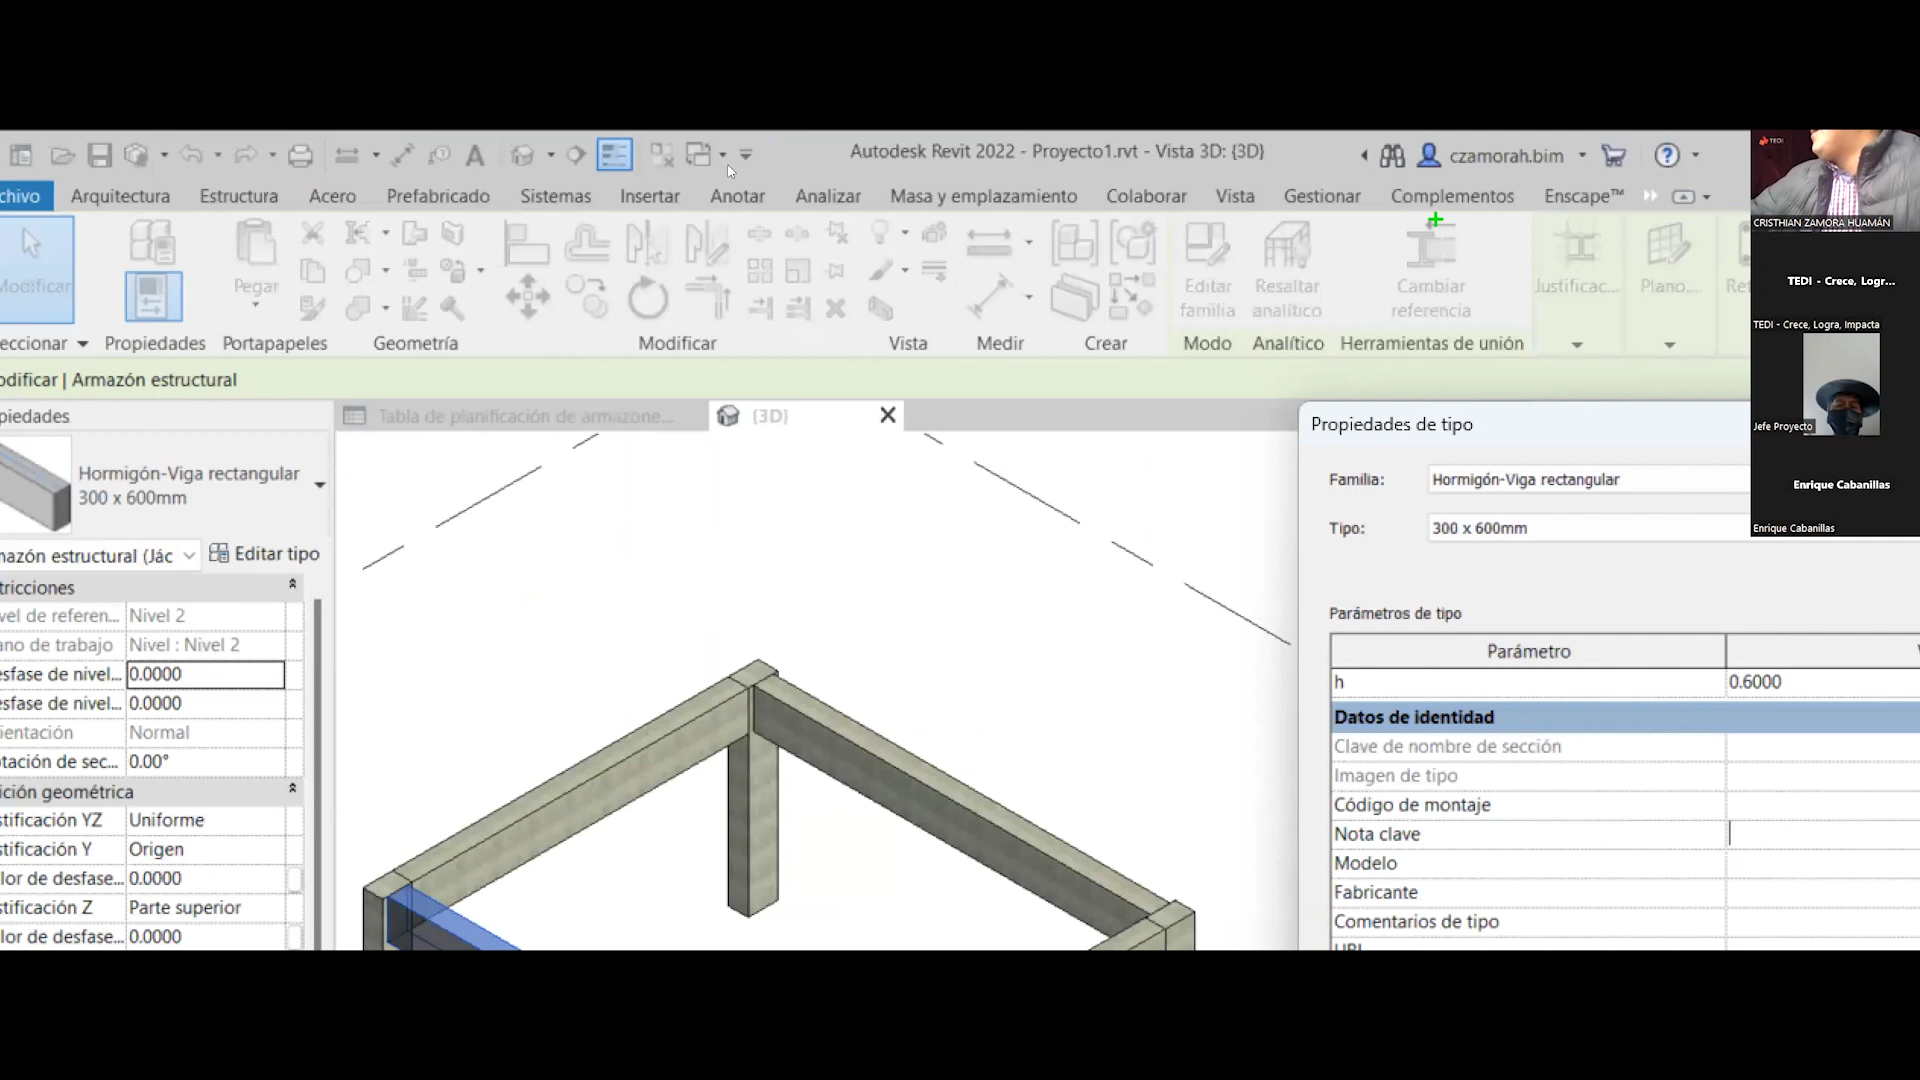 Autodesk Revit 2022 - Proyecto1.rvt - Vista 3D: {3D}
czamorah.bim
TEDI
chivo
Arquitectura
Estructura
Acero
Prefabricado
Sistemas
Insertar
Anotar
Analizar
Masa y emplazamiento
Colaborar
Vista
Gestionar
Complementos
Enscape™
CRISTHIAN ZAMORA HUAMÁN
Modificar
Pegar
Editar
familia
Resaltar
analítico
Cambiar
referencia
Justificac...
Plano...
TEDI - Crece, Logr...
TEDI - Crece, Logra, Impacta
eccionar
Propiedades
Portapapeles
Geometría
Modificar
Vista
Medir
Crear
Modo
Analítico
Herramientas de unión
odificar | Armazón estructural
piedades
Tabla de planificación de armazone...
{3D}
Propiedades de tipo
Jefe Proyecto
Hormigón-Viga rectangular
300 x 600mm
Familia:
Hormigón-Viga rectangular
Enrique Cabanillas
Tipo:
300 x 600mm
Enrique Cabanillas
mazón estructural (Jác
Editar tipo
tricciones
vel de referen...
Nivel 2
Parámetros de tipo
ano de trabajo
Nivel : Nivel 2
Parámetro
esfase de nivel...
0.0000
h
0.6000
esfase de nivel...
0.0000
Datos de identidad
ientación
Normal
Clave de nombre de sección
tación de sec...
0.00°
Imagen de tipo
ición geométrica
Código de montaje
stificación YZ
Uniforme
Nota clave
stificación Y
Origen
Modelo
lor de desfase...
0.0000
Fabricante
stificación Z
Parte superior
Comentarios de tipo
lor de desfase...
0.0000